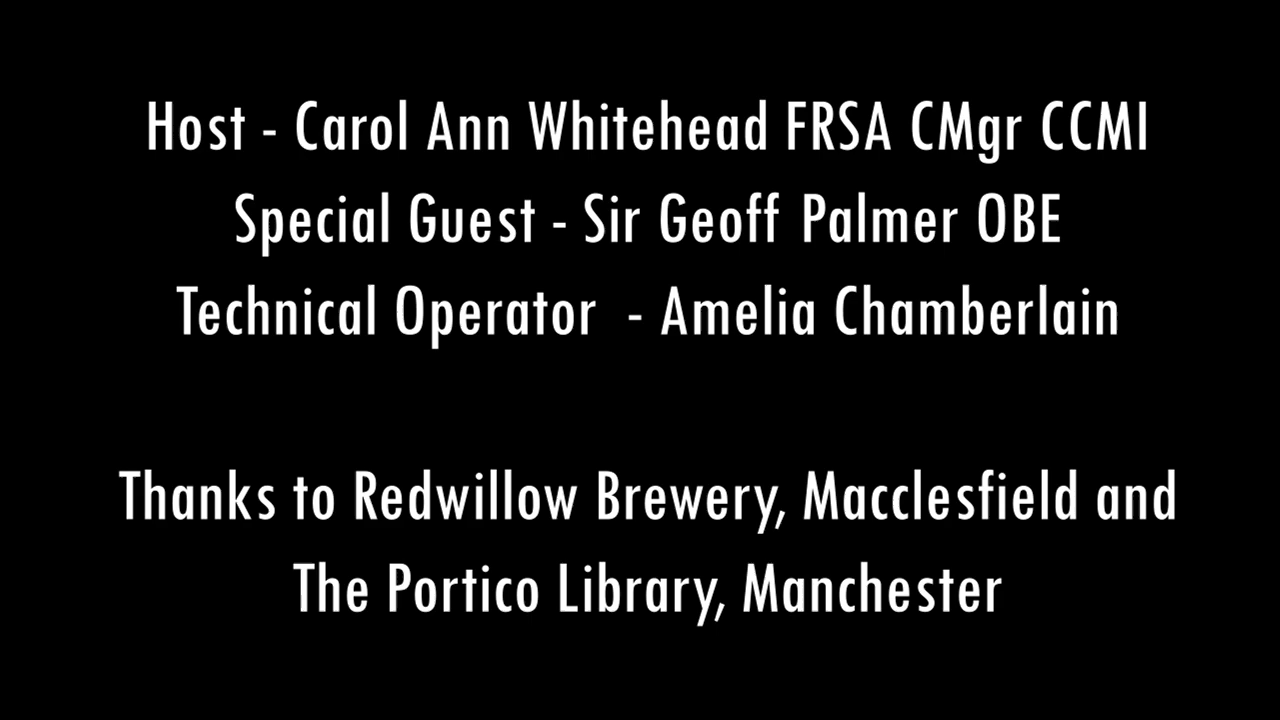 Host - Carol Ann Whitehead FRSA CMgr CCMI
Special Guest - Sir Geoff Palmer OBE
Technical Operator - Amelia Chamberlain
Thanks to Redwillow Brewery, Macclesfield and
The Portico Library, Manchester